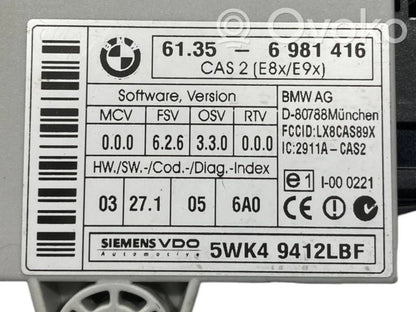 Ovoko
BMW
61.35 - 6 981 416
CAS 2 (E8x/E9x)
Software, Version
MCV FSV OSV RTV
0.0.0 6.2.6 3.3.0 0.0.0
HW./SW.-/Cod.-/Diag.-Index
03 27.1 05 6A0
BMW AG
D-80788München
FCCID:LX8CAS89X
IC:2911A-CAS2
e1 I-00 0221
CE
SIEMENS VDO
Automotive
5WK4 9412LBF